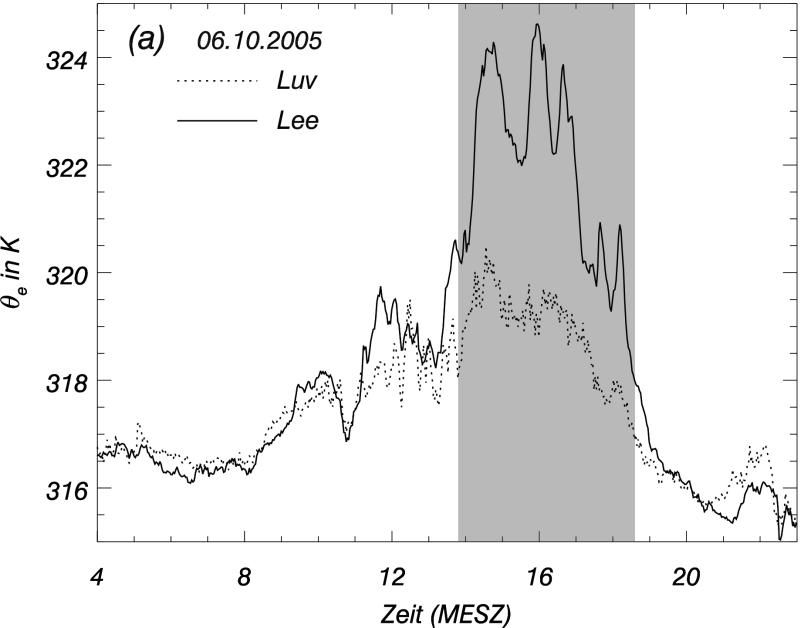 (a) 06.10.2005
Luv
Lee
324
322
320
318
316
θe in K
4 8 12 16 20
Zeit (MESZ)